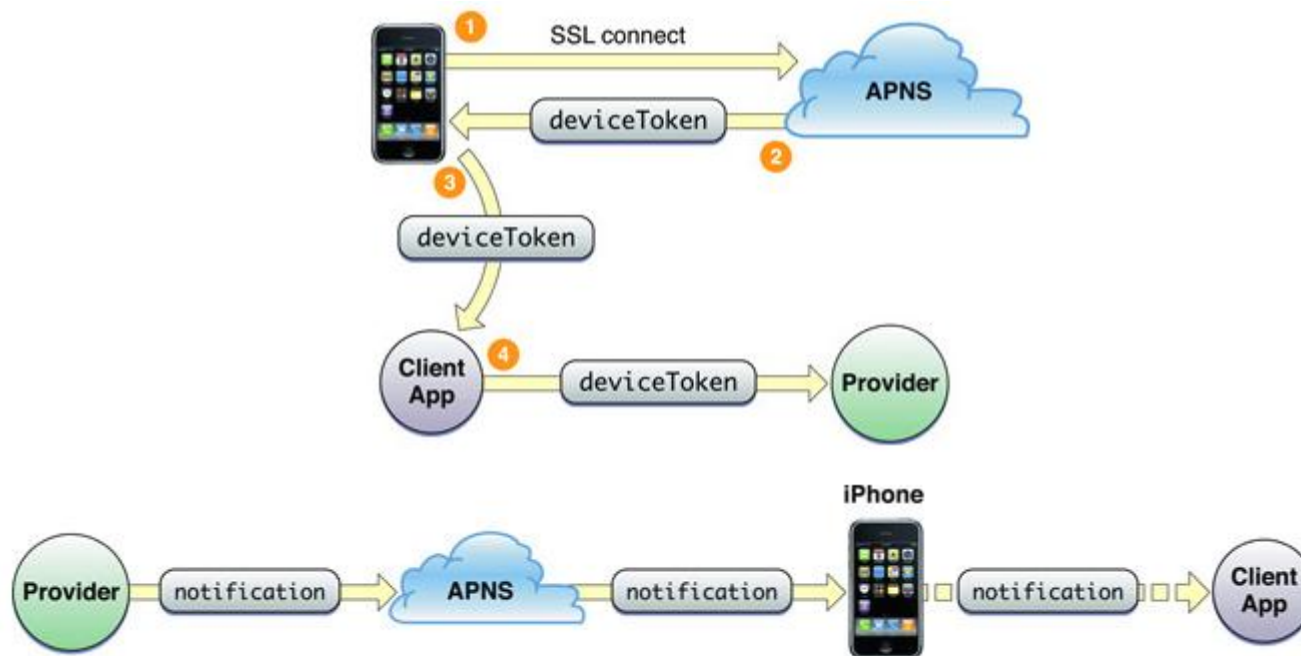 1
SSL connect
APNS
deviceToken
2
3
deviceToken
Client
App
4
deviceToken
Provider
iPhone
Provider
notification
APNS
notification
notification
Client
App